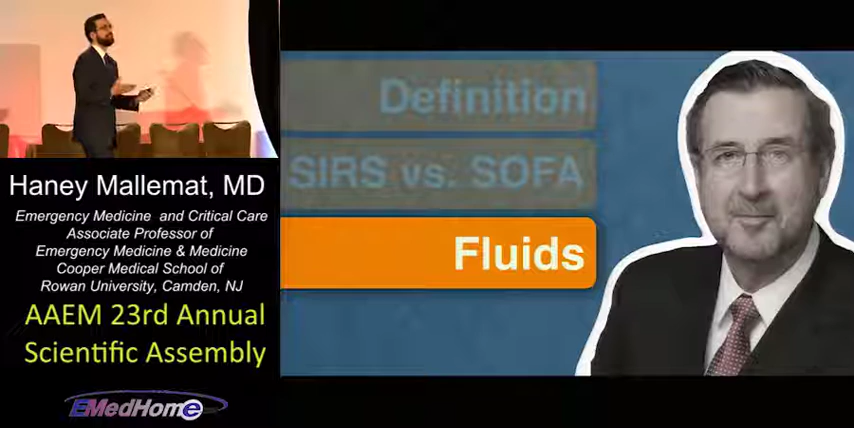 Haney Mallemat, MD
Emergency Medicine and Critical Care
Associate Professor of
Emergency Medicine & Medicine
Cooper Medical School of
Rowan University, Camden, NJ
AAEM 23rd Annual
Scientific Assembly
EMedHome
Definition
SIRS vs. SOFA
Fluids